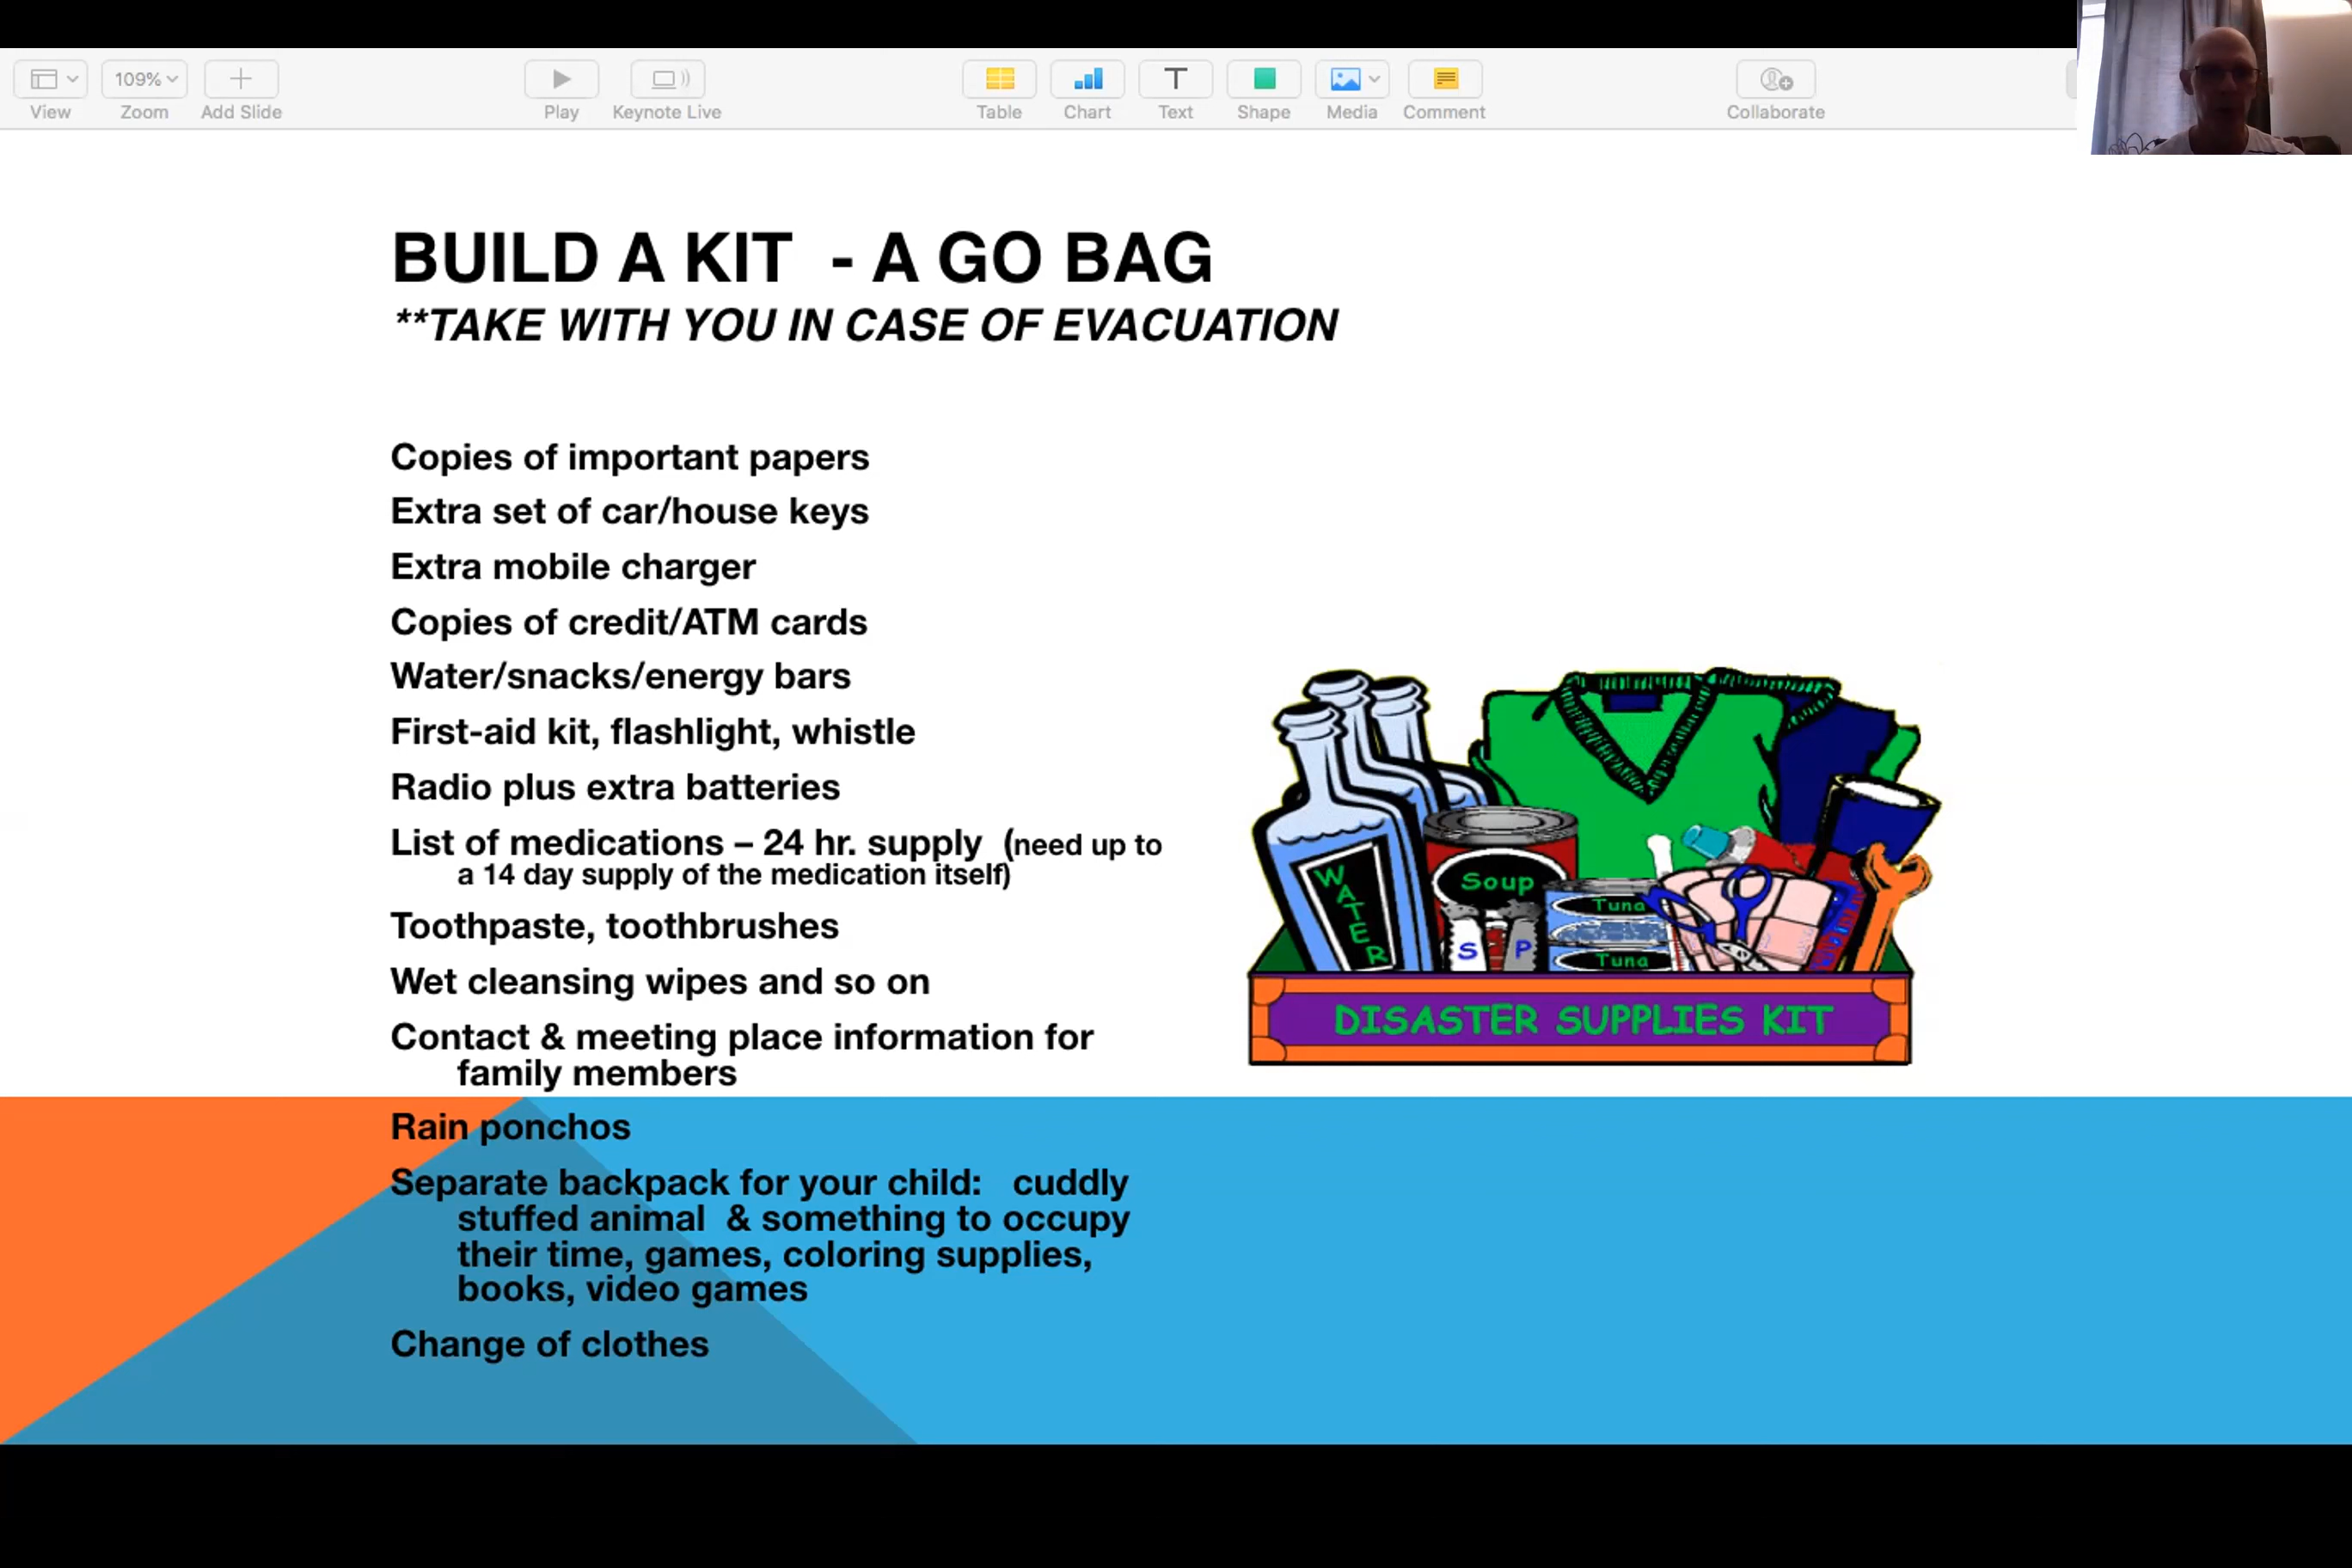 109%
View
Zoom
Add Slide
Play
Keynote Live
Table
Chart
Text
Shape
Media
Comment
Collaborate
BUILD A KIT - A GO BAG
**TAKE WITH YOU IN CASE OF EVACUATION
Copies of important papers
Extra set of car/house keys
Extra mobile charger
Copies of credit/ATM cards
Water/snacks/energy bars
First-aid kit, flashlight, whistle
Radio plus extra batteries
List of medications – 24 hr. supply (need up to
a 14 day supply of the medication itself)
Toothpaste, toothbrushes
Wet cleansing wipes and so on
Contact & meeting place information for
family members
Rain ponchos
Separate backpack for your child: cuddly
stuffed animal & something to occupy
their time, games, coloring supplies,
books, video games
Change of clothes
WATER
Soup
Tuna
S P
Tuna
DISASTER SUPPLIES KIT